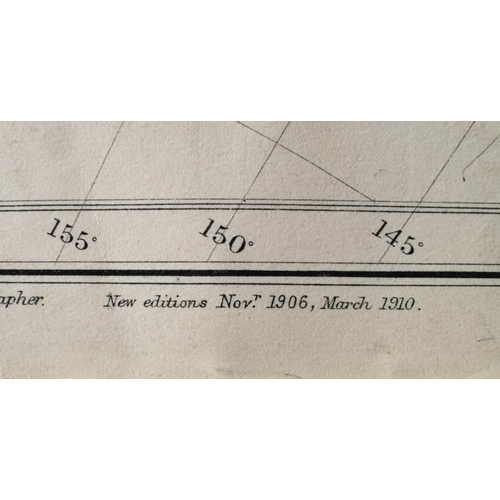 155° 150° 145°
apher. New editions Novr. 1906, March 1910.